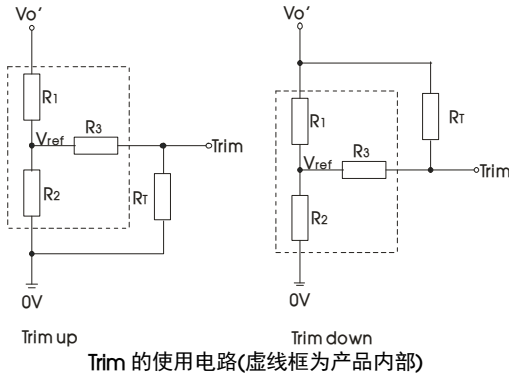 Vo′
R1
Vref
R3
Trim
R2
RT
0V
Trim up
Vo′
R1
RT
Vref
R3
Trim
R2
0V
Trim down
Trim 的使用电路(虚线框为产品内部)